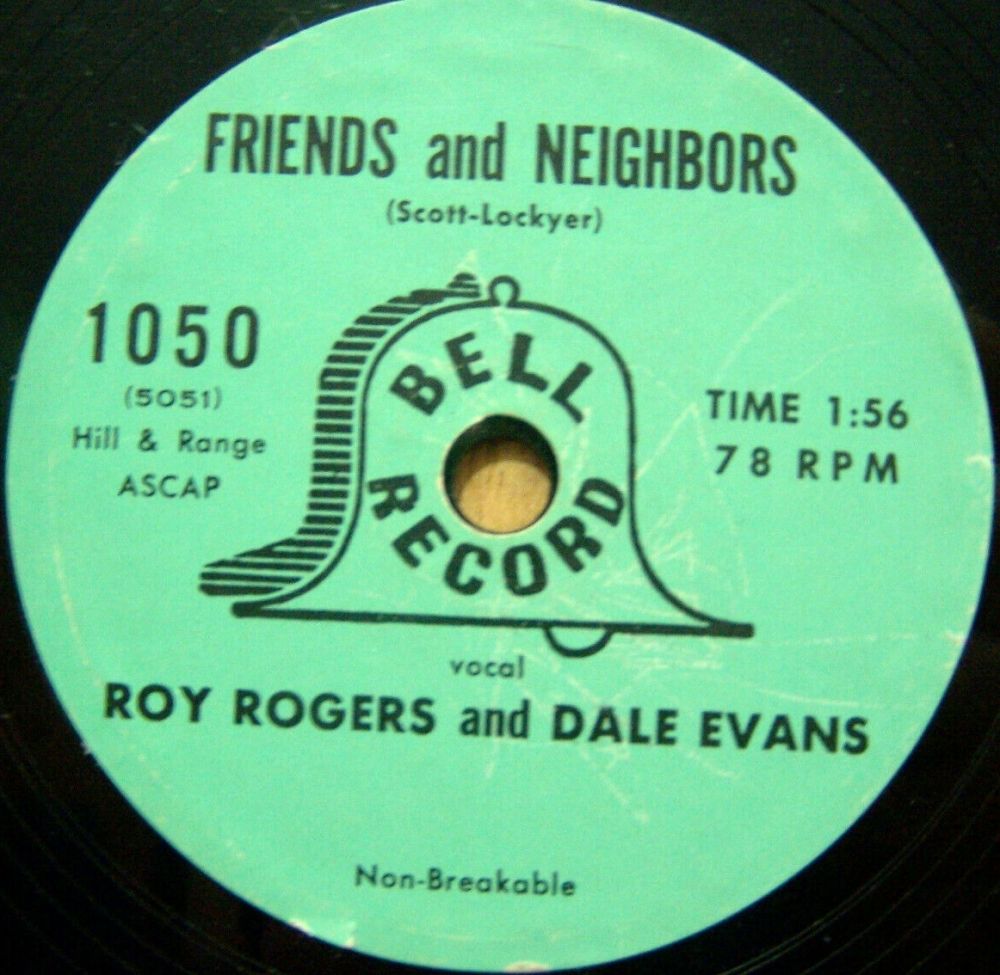 FRIENDS and NEIGHBORS
(Scott-Lockyer)
1050
(5051)
Hill & Range
ASCAP
BELL
RECORD
TIME 1:56
78 RPM
vocal
ROY ROGERS and DALE EVANS
Non-Breakable